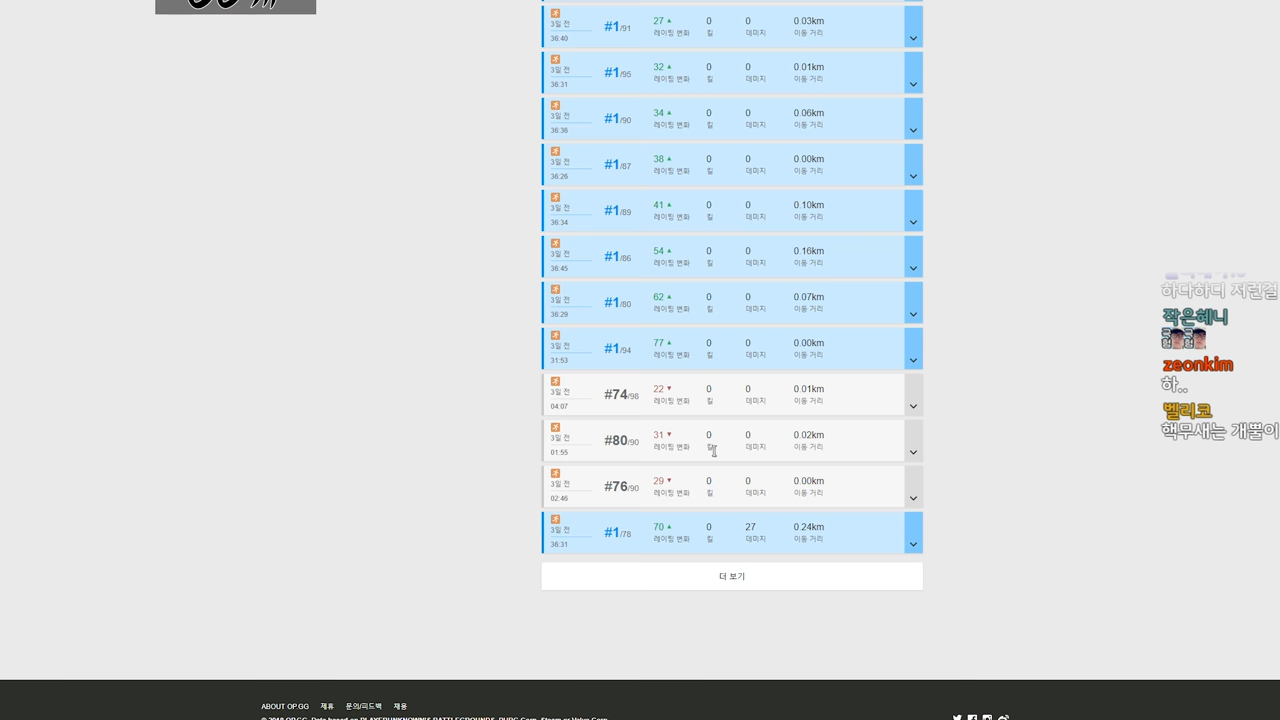 #1/91 27 ▲ 0 0 0.03km
3일 전 레이팅 변화 킬 데미지 이동 거리
36:40
#1/95 32 ▲ 0 0 0.01km
3일 전 레이팅 변화 킬 데미지 이동 거리
36:31
#1/90 34 ▲ 0 0 0.06km
3일 전 레이팅 변화 킬 데미지 이동 거리
36:36
#1/87 38 ▲ 0 0 0.00km
3일 전 레이팅 변화 킬 데미지 이동 거리
36:26
#1/89 41 ▲ 0 0 0.10km
3일 전 레이팅 변화 킬 데미지 이동 거리
36:34
#1/86 54 ▲ 0 0 0.16km
3일 전 레이팅 변화 킬 데미지 이동 거리
36:45
#1/80 62 ▲ 0 0 0.07km
3일 전 레이팅 변화 킬 데미지 이동 거리
36:29
#1/94 77 ▲ 0 0 0.00km
3일 전 레이팅 변화 킬 데미지 이동 거리
31:53
#74/98 22 ▼ 0 0 0.01km
3일 전 레이팅 변화 킬 데미지 이동 거리
04:07
#80/90 31 ▼ 0 0 0.02km
3일 전 레이팅 변화 킬 데미지 이동 거리
01:55
#76/90 29 ▼ 0 0 0.00km
3일 전 레이팅 변화 킬 데미지 이동 거리
02:46
#1/78 70 ▲ 0 27 0.24km
3일 전 레이팅 변화 킬 데미지 이동 거리
36:31
더 보기
하다하디 저런걸
작은혜니
zeonkim
하..
벨리코
핵무새는 개뿔이
ABOUT OP.GG 제휴 문의/피드백 채용
© 2018 OP.GG. Data based on PLAYERUNKNOWN'S BATTLEGROUNDS, PUBG Corp, Steam or Valve Corp.